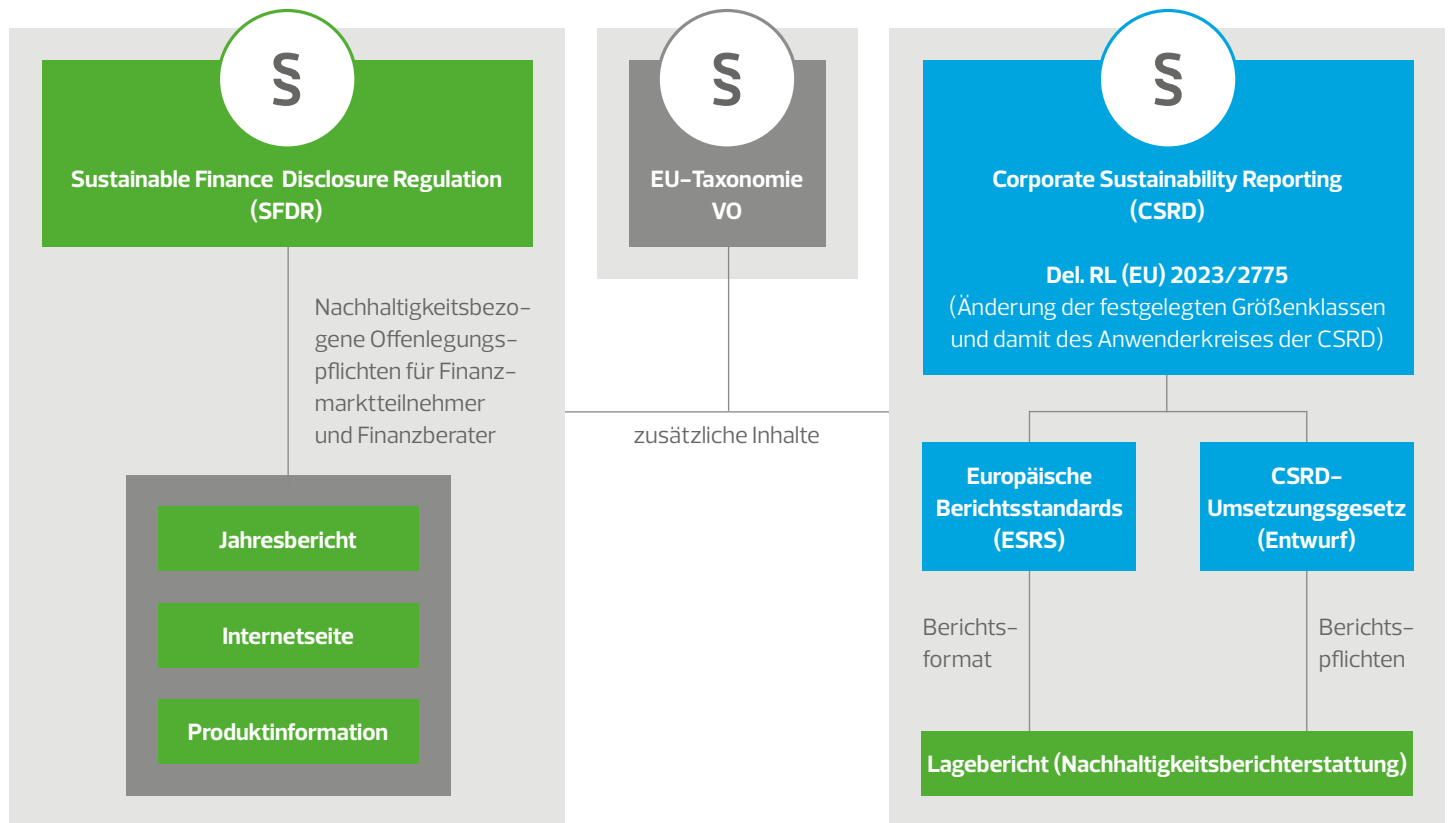 §
Sustainable Finance Disclosure Regulation
(SFDR)
Nachhaltigkeitsbezo-
gene Offenlegungs-
pflichten für Finanz-
marktteilnehmer
und Finanzberater
Jahresbericht
Internetseite
Produktinformation
§
EU-Taxonomie
VO
zusätzliche Inhalte
§
Corporate Sustainability Reporting
(CSRD)
Del. RL (EU) 2023/2775
(Änderung der festgelegten Größenklassen
und damit des Anwenderkreises der CSRD)
Europäische
Berichtsstandards
(ESRS)
CSRD-
Umsetzungsgesetz
(Entwurf)
Berichts-
format
Berichts-
pflichten
Lagebericht (Nachhaltigkeitsberichterstattung)